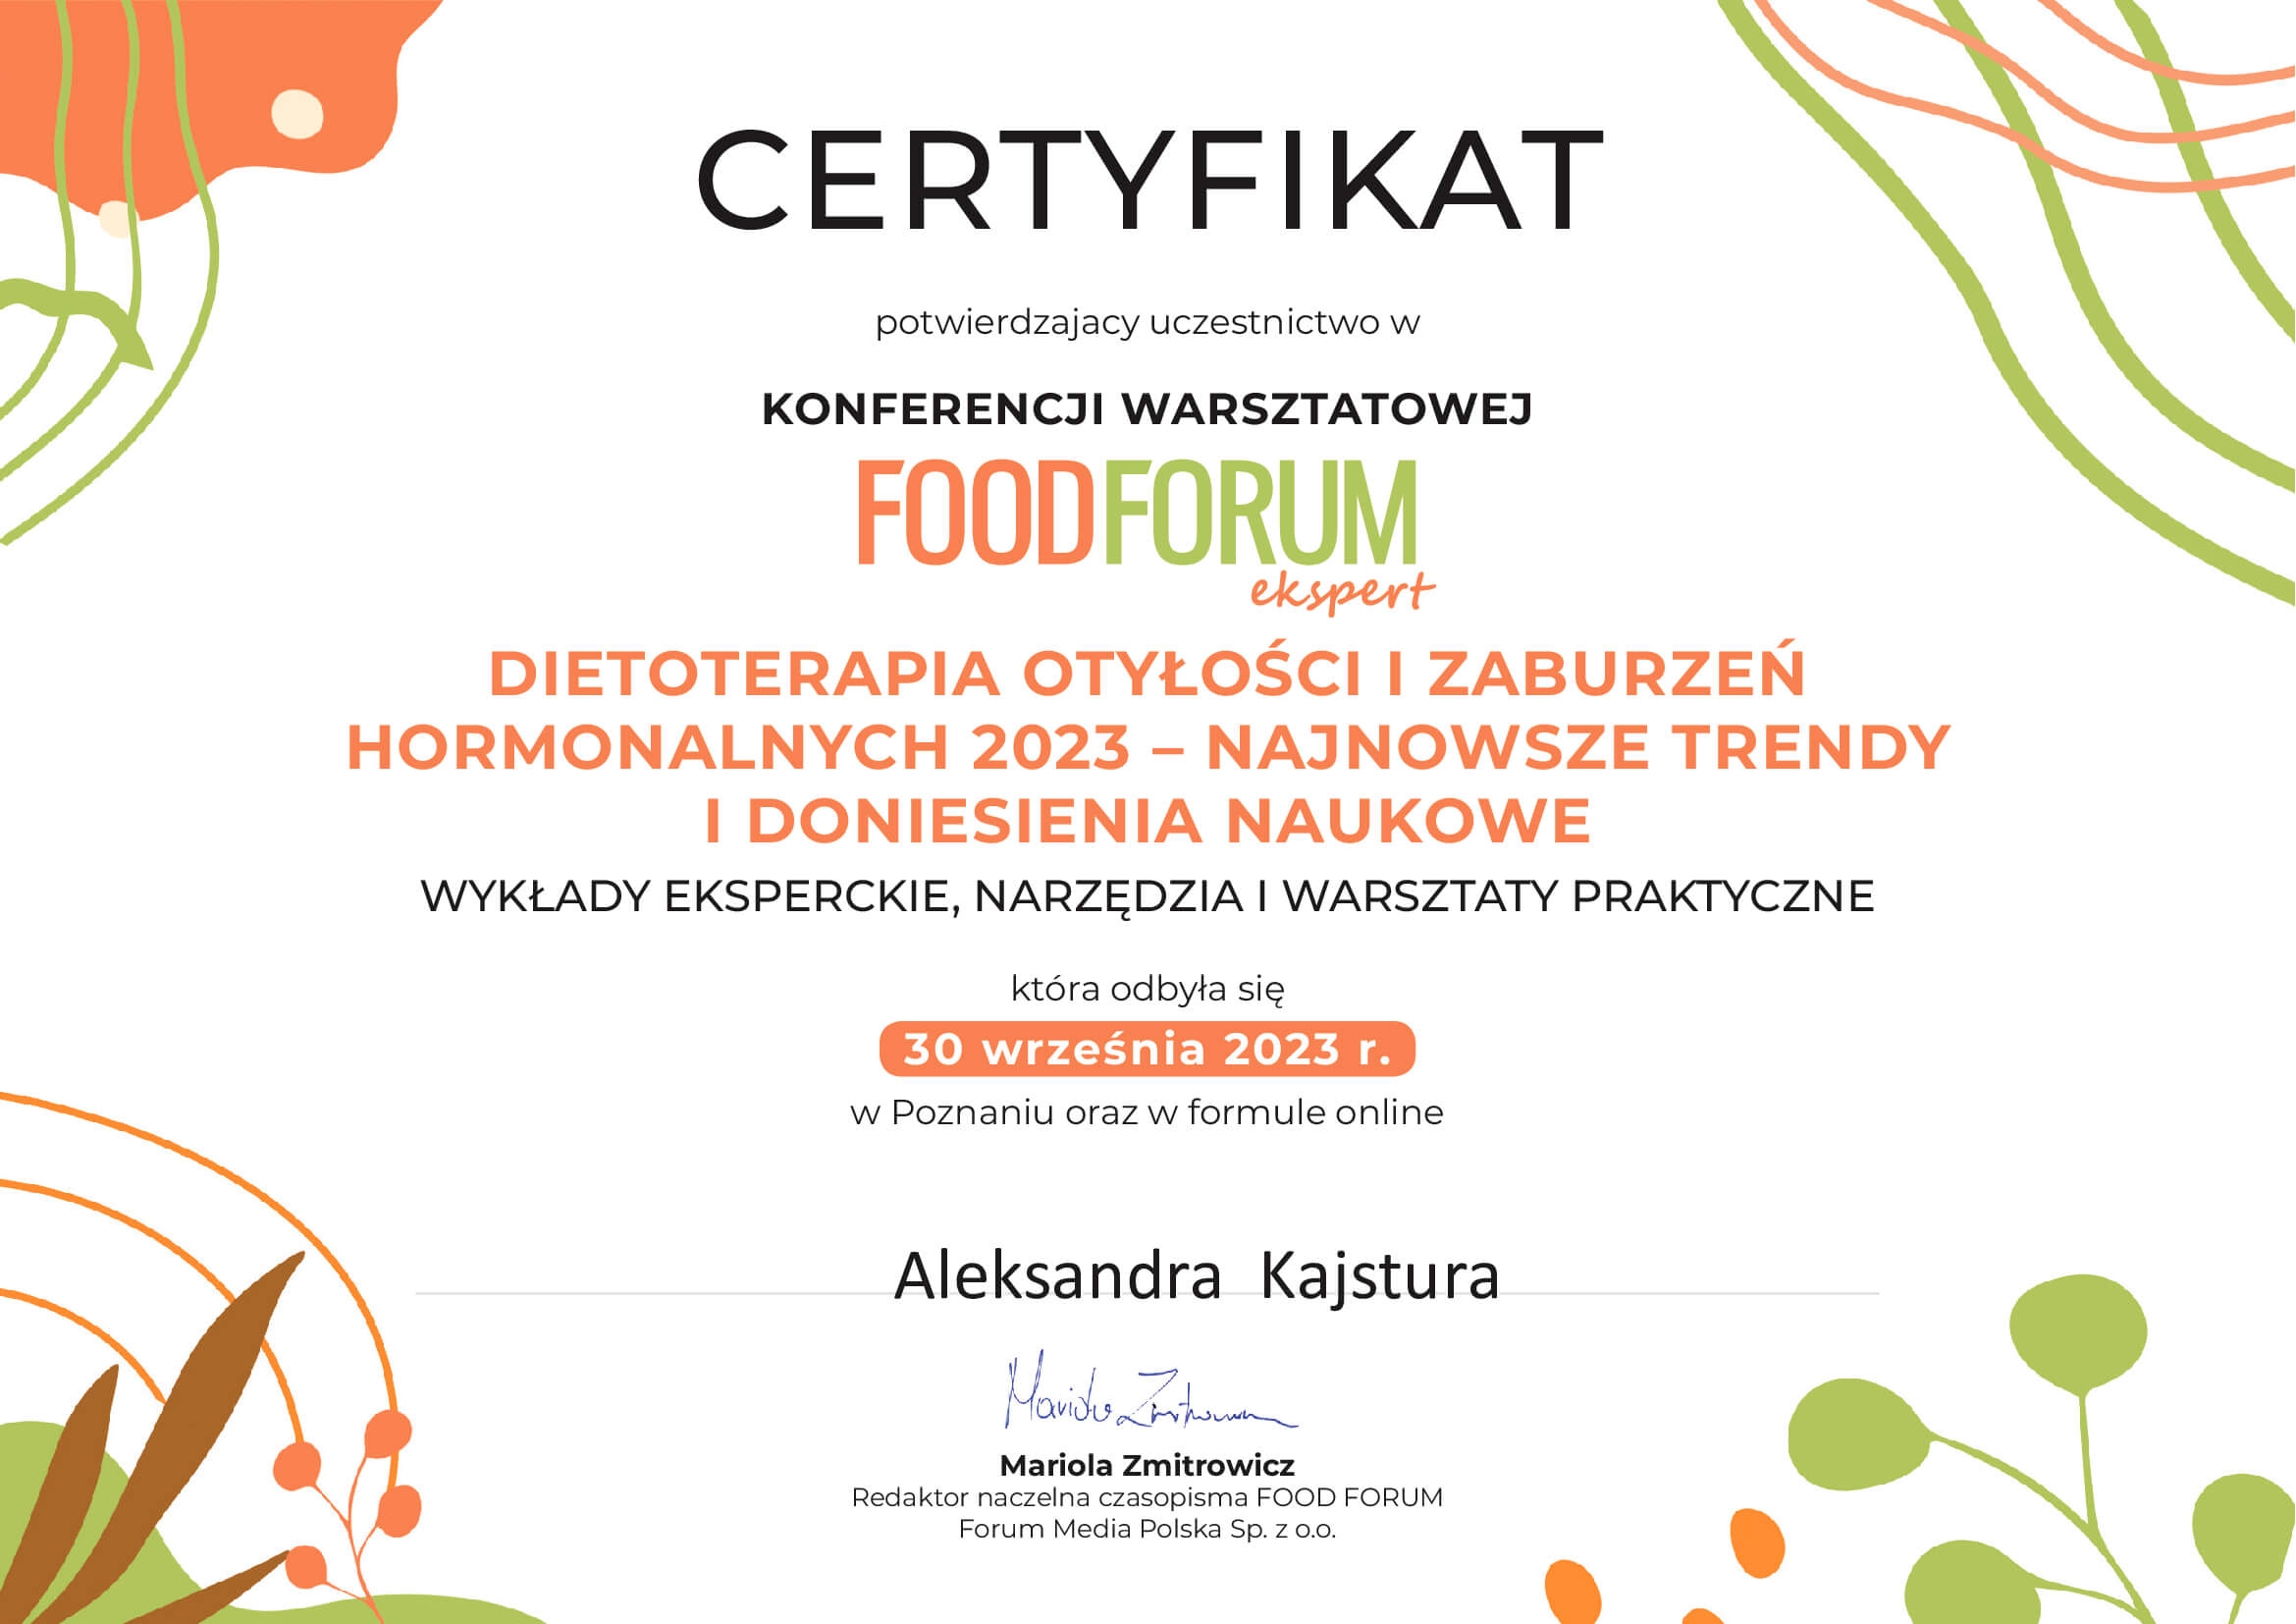 CERTYFIKAT
potwierdzajacy uczestnictwo w
KONFERENCJI WARSZTATOWEJ
FOODFORUM
ekspert
DIETOTERAPIA OTYŁOŚCI I ZABURZEŃ
HORMONALNYCH 2023 – NAJNOWSZE TRENDY
I DONIESIENIA NAUKOWE
WYKŁADY EKSPERCKIE, NARZĘDZIA I WARSZTATY PRAKTYCZNE
która odbyła się
30 września 2023 r.
w Poznaniu oraz w formule online
Aleksandra Kajstura
Mariola Zmitrowicz
Mariola Zmitrowicz
Redaktor naczelna czasopisma FOOD FORUM
Forum Media Polska Sp. z o.o.